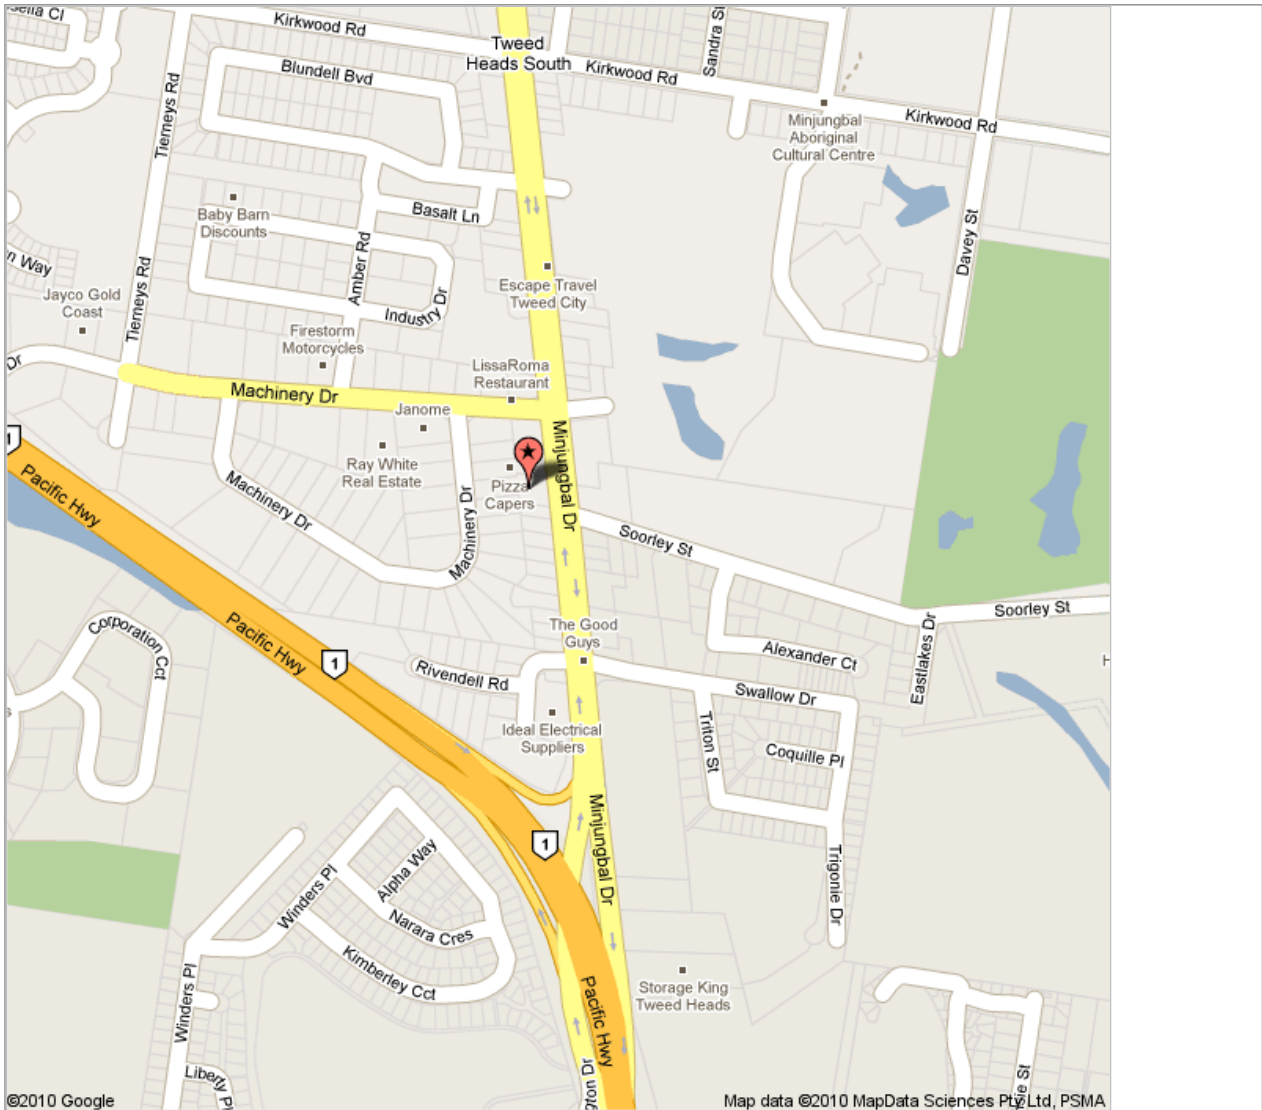 Kirkwood Rd
Tweed
Heads South
Kirkwood Rd
Sandra St
Blundell Bvd
Tierneys Rd
Minjungbal
Aboriginal
Cultural Centre
Kirkwood Rd
Baby Barn
Discounts
Basalt Ln
Davey St
Amber Rd
Way
Tierneys Rd
Jayco Gold
Coast
Escape Travel
Tweed City
Industry Dr
Firestorm
Motorcycles
Dr
LissaRoma
Restaurant
Machinery Dr
Janome
1
Ray White
Real Estate
Minjungbal Dr
Pizza
Capers
Pacific Hwy
Machinery Dr
Machinery Dr
Soorley St
Soorley St
Corporation Cct
Pacific Hwy
The Good
Guys
Alexander Ct
Eastlakes Dr
1
Rivendell Rd
Swallow Dr
Ideal Electrical
Suppliers
Triton St
Coquille Pl
Minjungbal Dr
1
Alpha Way
Trigonie Dr
Winders Pl
Narara Cres
Kimberley Cct
Storage King
Tweed Heads
Winders Pl
Pacific Hwy
Liberty Pl
St
©2010 Google
Map data ©2010 MapData Sciences Pty Ltd, PSMA